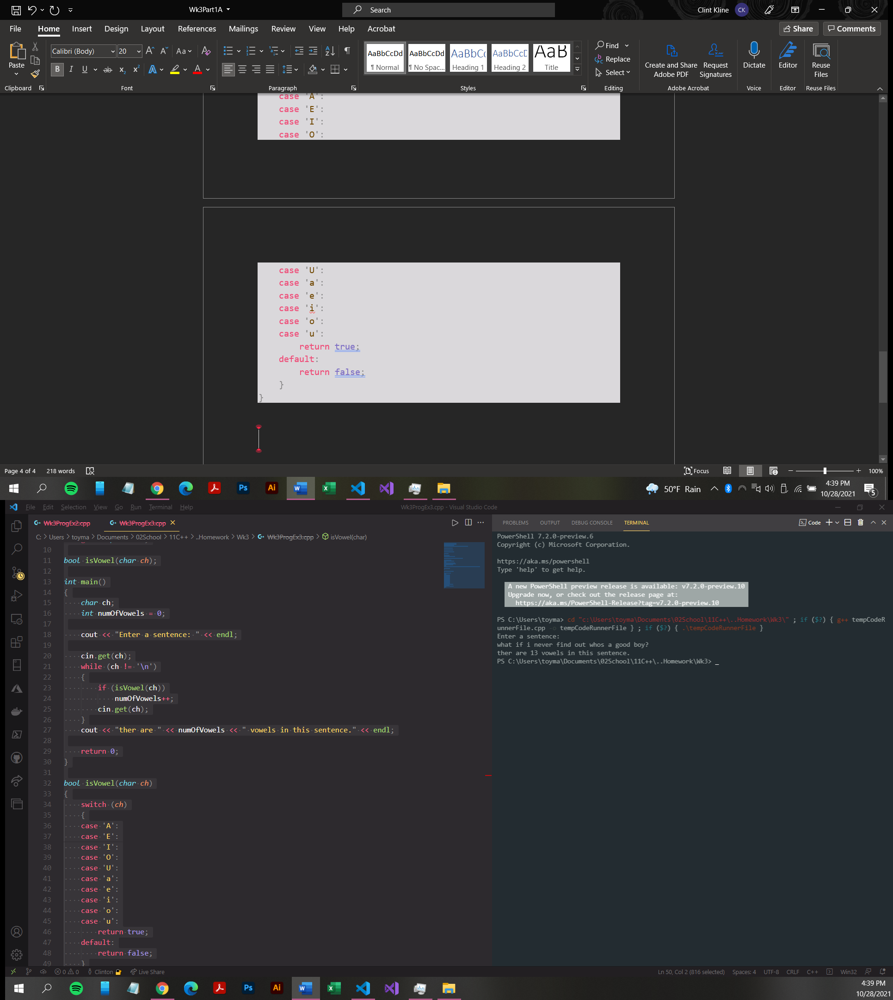 Wk3Part1A
Search
Clint Kline CK
File Home Insert Design Layout References Mailings Review View Help Acrobat Share Comments
Paste
Calibri (Body) 20
Aa
B I U ab x₂ x² A A
AaBbCcDd AaBbCcDd AaBbCc AaBbCcD AaB
¶ Normal ¶ No Spac... Heading 1 Heading 2 Title
Find
Replace
Select
Create and Share Adobe PDF
Request Signatures
Dictate
Editor
Reuse Files
Clipboard Font Paragraph Styles Editing Adobe Acrobat Voice Editor Reuse Files
case 'A':
case 'E':
case 'I':
case 'O':
case 'U':
case 'a':
case 'e':
case 'i':
case 'o':
case 'u':
return true;
default:
return false;
}
}
Page 4 of 4 218 words Focus 100%
50°F Rain
4:39 PM
10/28/2021
5
File Edit Selection View Go Run Terminal Help Wk3ProgEx3.cpp - Visual Studio Code
Wk3ProgEx2.cpp Wk3ProgEx3.cpp
C: > Users > toyma > Documents > 02School > 11C++ > ..Homework > Wk3 > Wk3ProgEx3.cpp > isVowel(char)
10
11 bool isVowel(char ch);
12
13 int main()
14 {
15 char ch;
16 int numOfVowels = 0;
17
18 cout << "Enter a sentence: " << endl;
19
20 cin.get(ch);
21 while (ch != '\n')
22 {
23 if (isVowel(ch))
24 numOfVowels++;
25 cin.get(ch);
26 }
27 cout << "ther are " << numOfVowels << " vowels in this sentence." << endl;
28
29 return 0;
30 }
31
32 bool isVowel(char ch)
33 {
34 switch (ch)
35 {
36 case 'A':
37 case 'E':
38 case 'I':
39 case 'O':
40 case 'U':
41 case 'a':
42 case 'e':
43 case 'i':
44 case 'o':
45 case 'u':
46 return true;
47 default:
48 return false;
49 }
PROBLEMS OUTPUT DEBUG CONSOLE TERMINAL Code
PowerShell 7.2.0-preview.6
Copyright (c) Microsoft Corporation.
https://aka.ms/powershell
Type 'help' to get help.
A new PowerShell preview release is available: v7.2.0-preview.10
Upgrade now, or check out the release page at:
https://aka.ms/PowerShell-Release?tag=v7.2.0-preview.10
PS C:\Users\toyma> cd "c:\Users\toyma\Documents\02School\11C++\..Homework\Wk3\" ; if ($?) { g++ tempCodeR
unnerFile.cpp -o tempCodeRunnerFile } ; if ($?) { .\tempCodeRunnerFile }
Enter a sentence:
what if i never find out whos a good boy?
ther are 13 vowels in this sentence.
PS C:\Users\toyma\Documents\02School\11C++\..Homework\Wk3> _
0 0 Clinton Live Share
Ln 50, Col 2 (816 selected) Spaces: 4 UTF-8 CRLF C++ Win32
Ps Ai
4:39 PM
10/28/2021